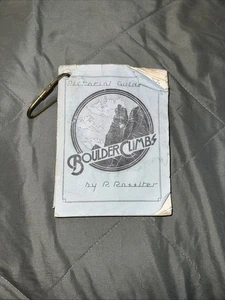 Pictorial Guide
BOULDER CLIMBS
by R. Rossiter